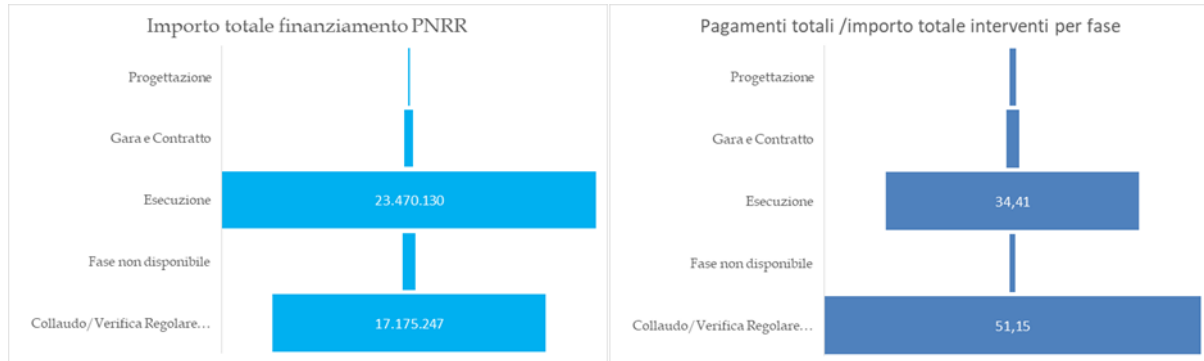 Importo totale finanziamento PNRR
Progettazione
Gara e Contratto
Esecuzione
23.470.130
Fase non disponibile
Collaudo/Verifica Regolare…
17.175.247
Pagamenti totali /importo totale interventi per fase
Progettazione
Gara e Contratto
Esecuzione
34,41
Fase non disponibile
Collaudo/Verifica Regolare…
51,15